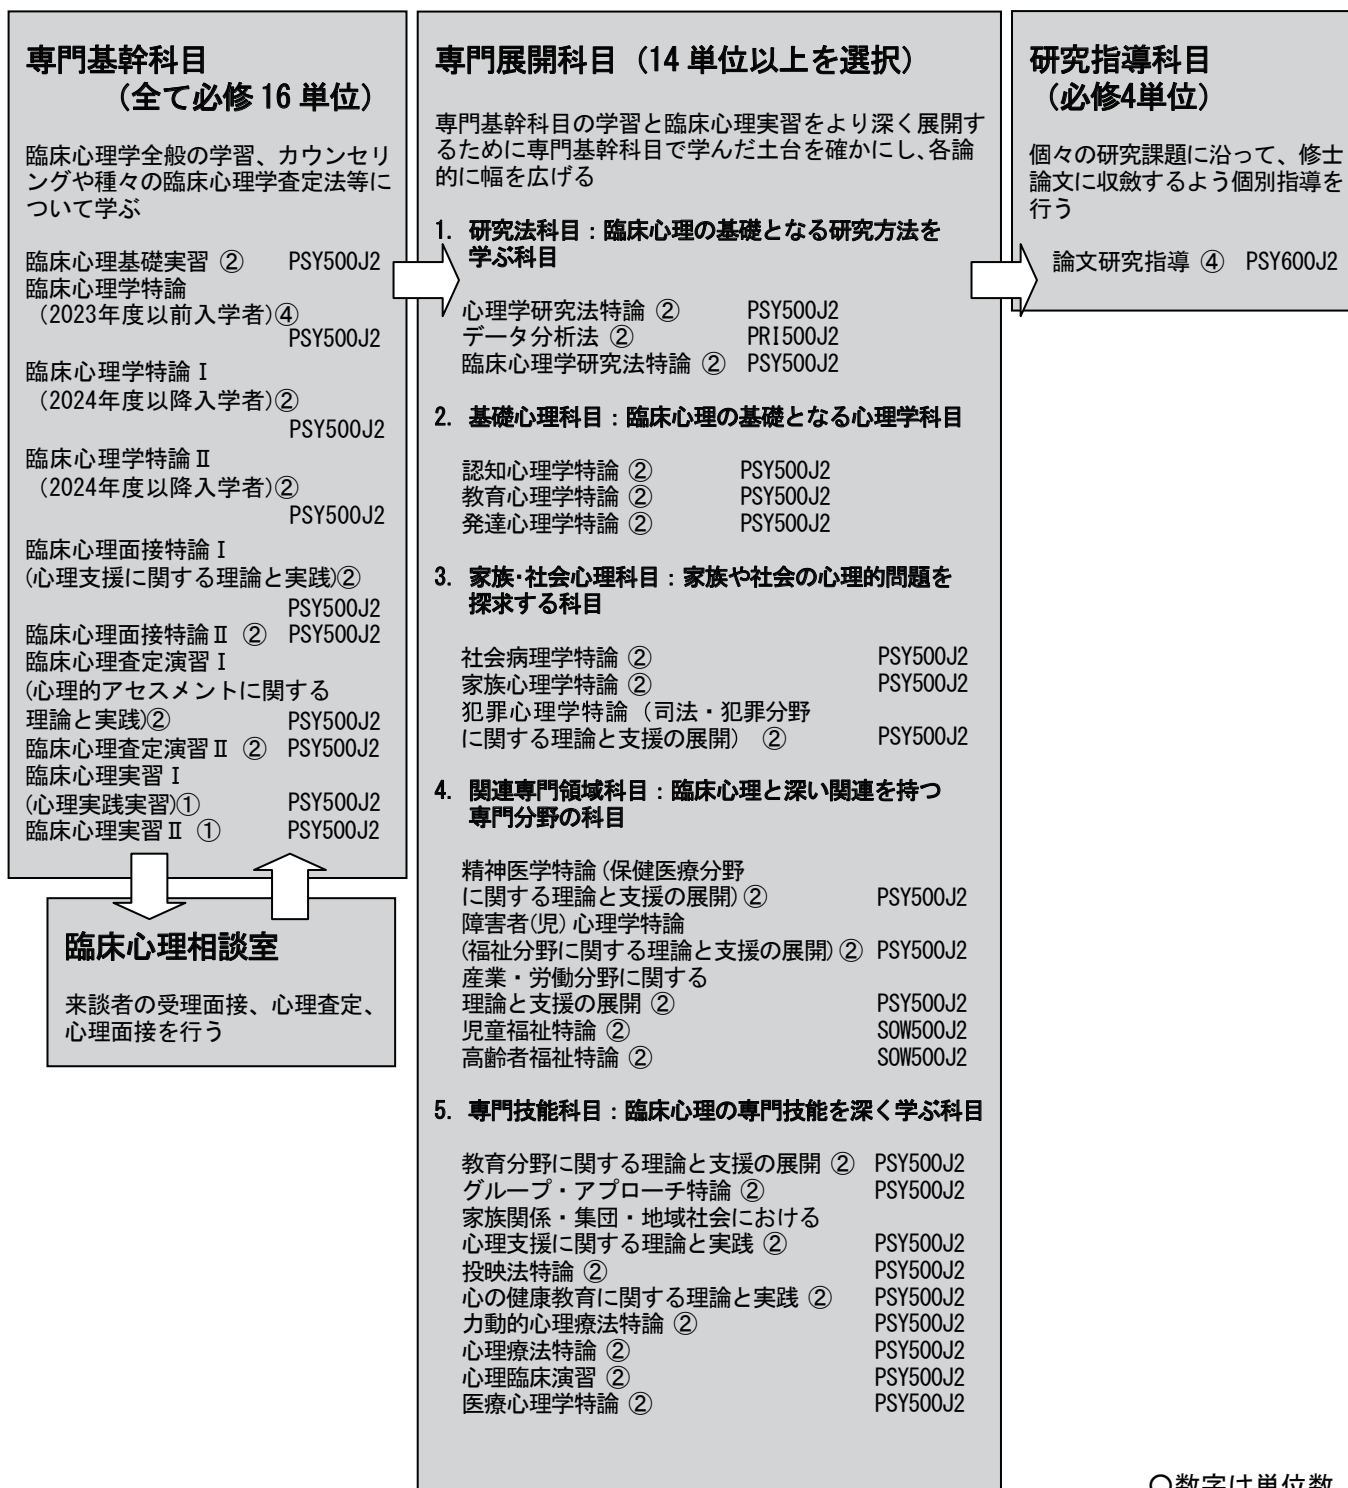 専門基幹科目
(全て必修 16 単位)
臨床心理学全般の学習、カウンセリ
ングや種々の臨床心理学査定法等に
ついて学ぶ
臨床心理基礎実習 ② PSY500J2
臨床心理学特論
(2023年度以前入学者)④
PSY500J2
臨床心理学特論Ⅰ
(2024年度以降入学者)②
PSY500J2
臨床心理学特論Ⅱ
(2024年度以降入学者)②
PSY500J2
臨床心理面接特論Ⅰ
(心理支援に関する理論と実践)②
PSY500J2
臨床心理面接特論Ⅱ ② PSY500J2
臨床心理査定演習Ⅰ
(心理的アセスメントに関する
理論と実践)② PSY500J2
臨床心理査定演習Ⅱ ② PSY500J2
臨床心理実習Ⅰ
(心理実践実習)① PSY500J2
臨床心理実習Ⅱ ① PSY500J2
臨床心理相談室
来談者の受理面接、心理査定、
心理面接を行う
専門展開科目(14 単位以上を選択)
専門基幹科目の学習と臨床心理実習をより深く展開す
るために専門基幹科目で学んだ土台を確かにし、各論
的に幅を広げる
1. 研究法科目:臨床心理の基礎となる研究方法を
学ぶ科目
心理学研究法特論 ② PSY500J2
データ分析法 ② PRI500J2
臨床心理学研究法特論 ② PSY500J2
2. 基礎心理科目:臨床心理の基礎となる心理学科目
認知心理学特論 ② PSY500J2
教育心理学特論 ② PSY500J2
発達心理学特論 ② PSY500J2
3. 家族・社会心理科目:家族や社会の心理的問題を
探求する科目
社会病理学特論 ② PSY500J2
家族心理学特論 ② PSY500J2
犯罪心理学特論(司法・犯罪分野
に関する理論と支援の展開) ② PSY500J2
4. 関連専門領域科目:臨床心理と深い関連を持つ
専門分野の科目
精神医学特論(保健医療分野
に関する理論と支援の展開)② PSY500J2
障害者(児)心理学特論
(福祉分野に関する理論と支援の展開)② PSY500J2
産業・労働分野に関する
理論と支援の展開 ② PSY500J2
児童福祉特論 ② SOW500J2
高齢者福祉特論 ② SOW500J2
5. 専門技能科目:臨床心理の専門技能を深く学ぶ科目
教育分野に関する理論と支援の展開 ② PSY500J2
グループ・アプローチ特論 ② PSY500J2
家族関係・集団・地域社会における
心理支援に関する理論と実践 ② PSY500J2
投映法特論 ② PSY500J2
心の健康教育に関する理論と実践 ② PSY500J2
力動的心理療法特論 ② PSY500J2
心理療法特論 ② PSY500J2
心理臨床演習 ② PSY500J2
医療心理学特論 ② PSY500J2
研究指導科目
(必修4単位)
個々の研究課題に沿って、修士
論文に収斂するよう個別指導を
行う
論文研究指導 ④ PSY600J2
○数字は単位数